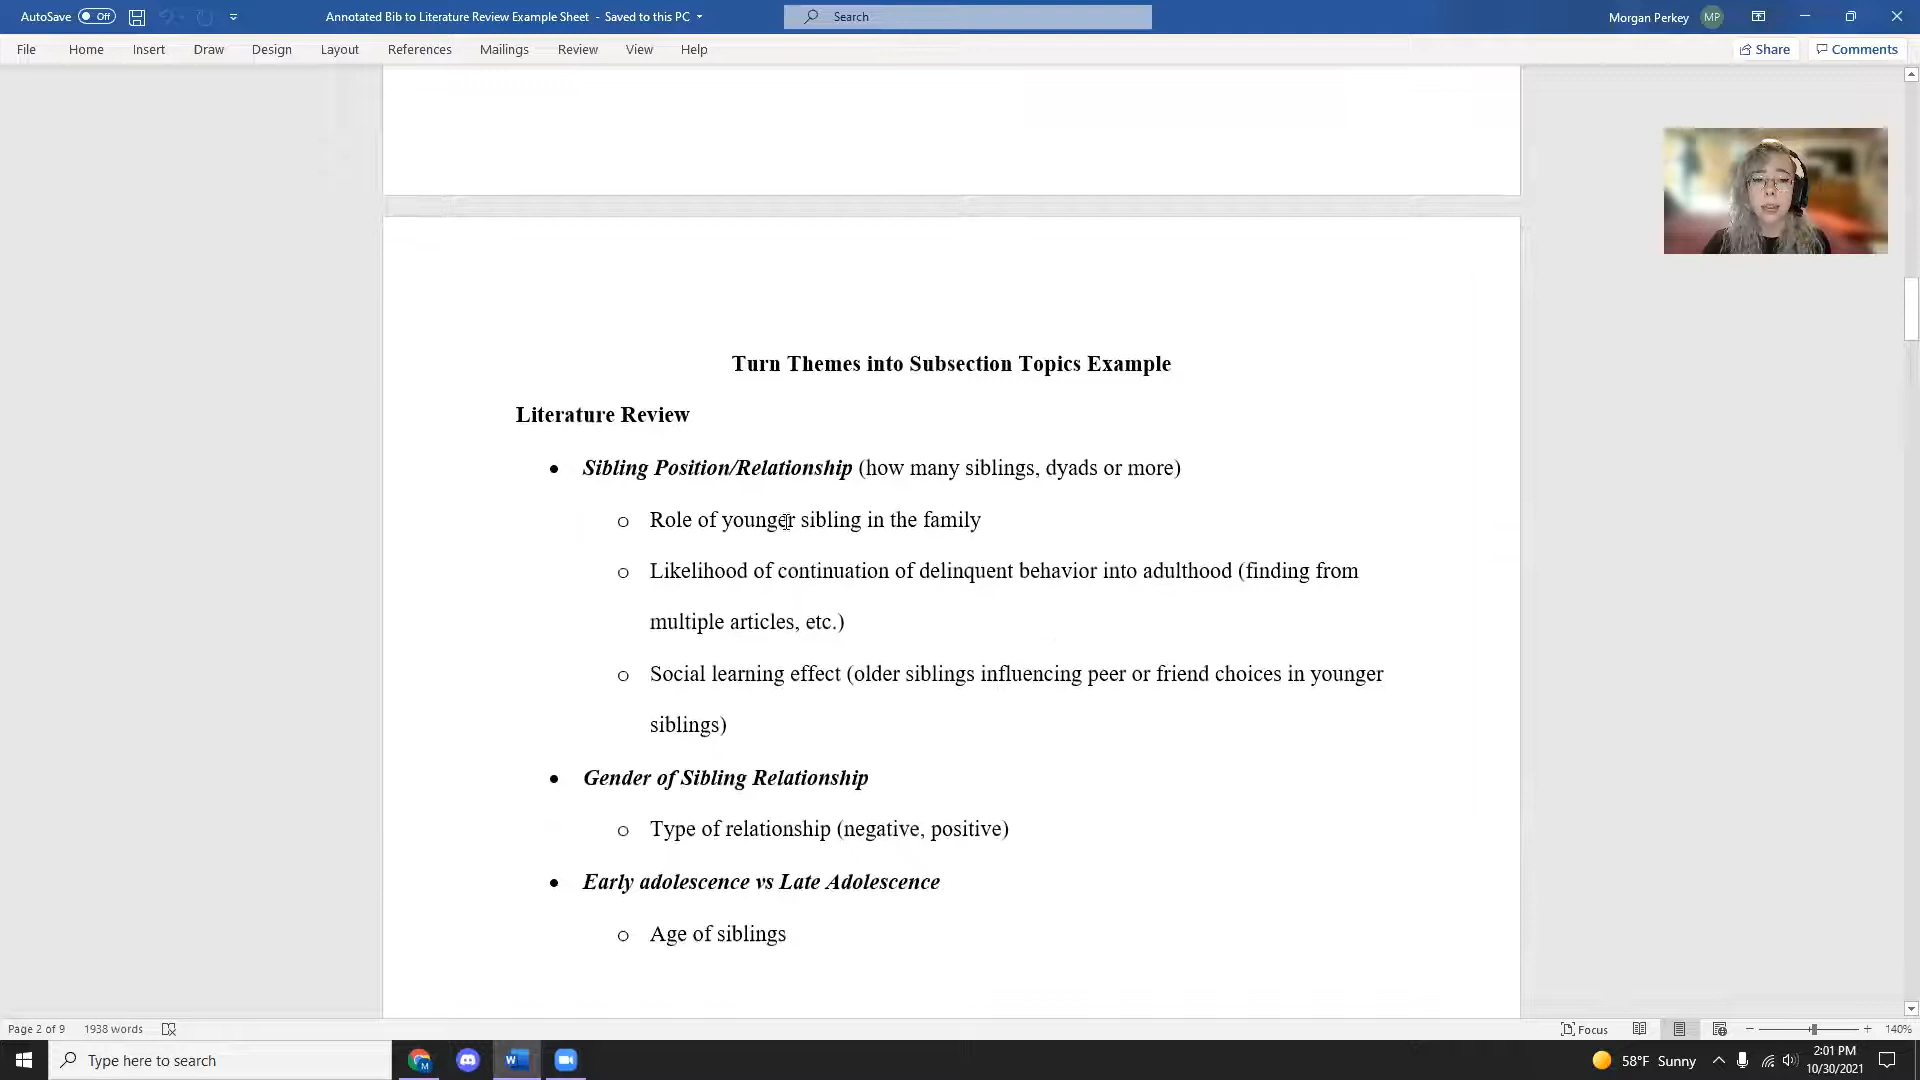 AutoSave Off Annotated Bib to Literature Review Example Sheet - Saved to this PC Search Morgan Perkey MP
File Home Insert Draw Design Layout References Mailings Review View Help Share Comments
Turn Themes into Subsection Topics Example
Literature Review
• Sibling Position/Relationship (how many siblings, dyads or more)
o Role of younger sibling in the family
o Likelihood of continuation of delinquent behavior into adulthood (finding from
multiple articles, etc.)
o Social learning effect (older siblings influencing peer or friend choices in younger
siblings)
• Gender of Sibling Relationship
o Type of relationship (negative, positive)
• Early adolescence vs Late Adolescence
o Age of siblings
Page 2 of 9 1938 words Focus 140%
Type here to search M W 58°F Sunny 2:01 PM
10/30/2021